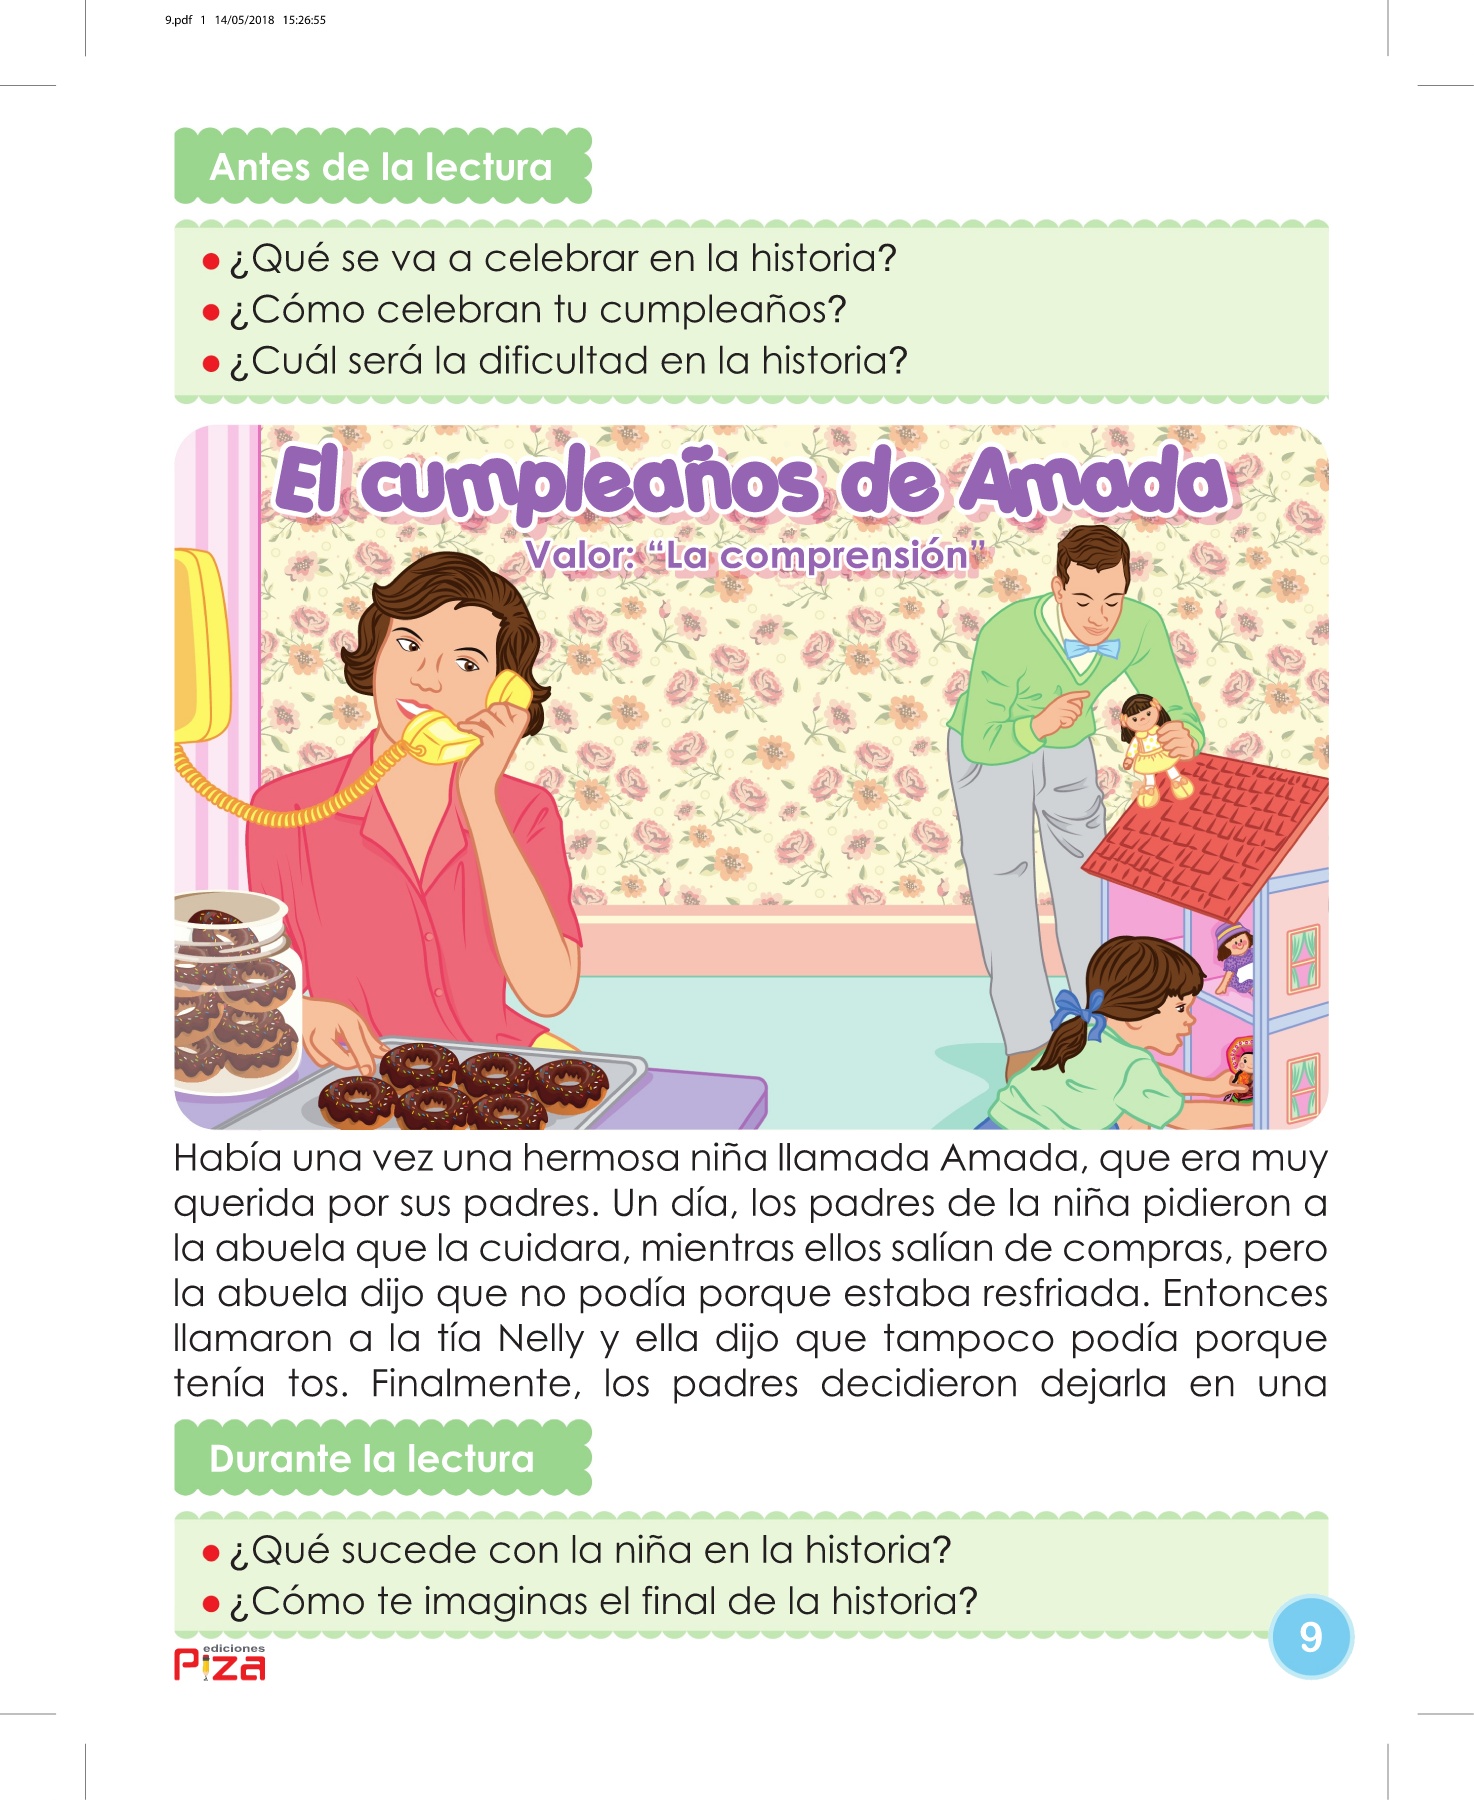 9.pdf 1 14/05/2018 15:26:55
Antes de la lectura
● ¿Qué se va a celebrar en la historia?
● ¿Cómo celebran tu cumpleaños?
● ¿Cuál será la dificultad en la historia?
El cumpleaños de Amada
Valor: “La comprensión”
Había una vez una hermosa niña llamada Amada, que era muy
querida por sus padres. Un día, los padres de la niña pidieron a
la abuela que la cuidara, mientras ellos salían de compras, pero
la abuela dijo que no podía porque estaba resfriada. Entonces
llamaron a la tía Nelly y ella dijo que tampoco podía porque
tenía tos. Finalmente, los padres decidieron dejarla en una
Durante la lectura
● ¿Qué sucede con la niña en la historia?
● ¿Cómo te imaginas el final de la historia?
ediciones
Piza
9